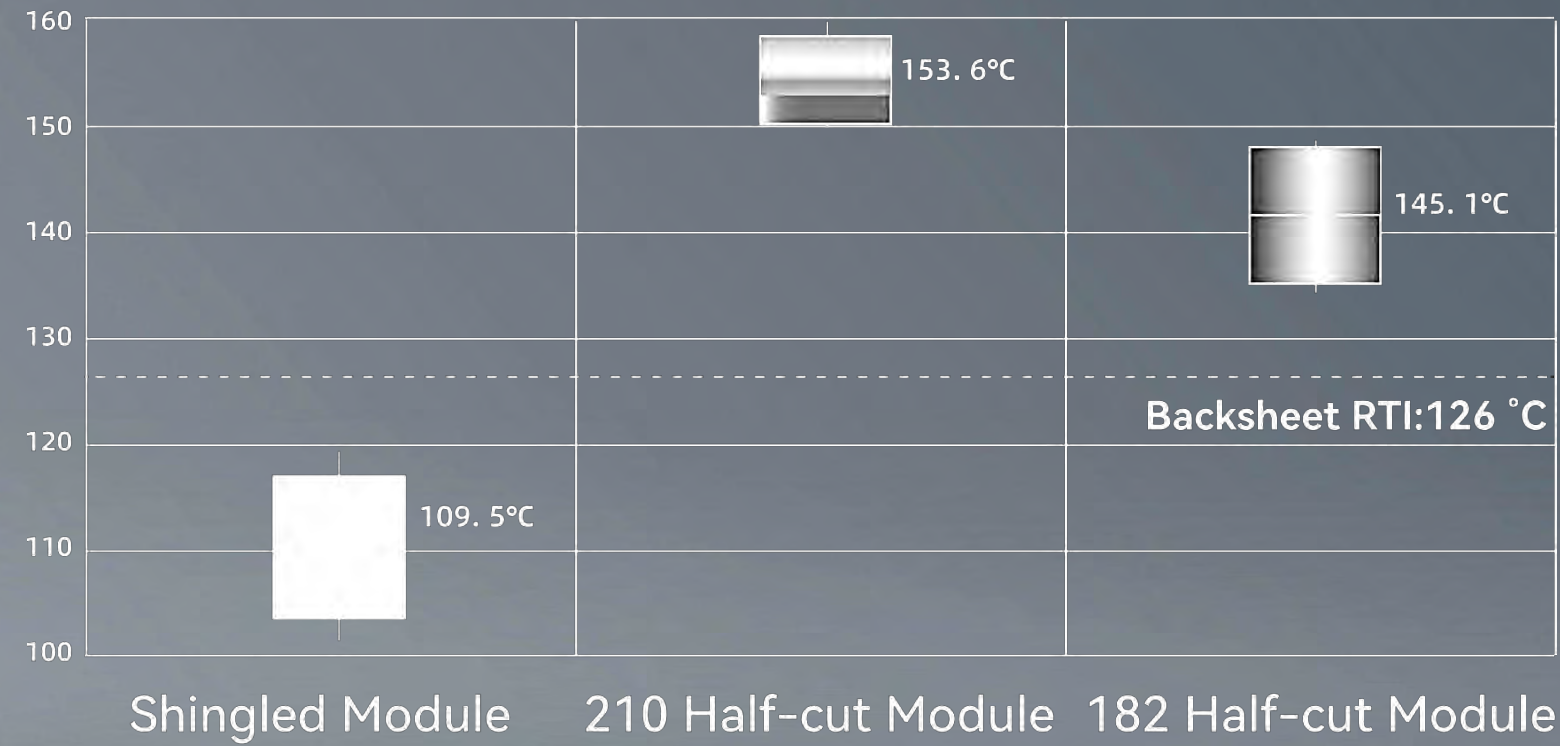 160
153. 6°C
150
145. 1°C
140
130
Backsheet RTI:126 °C
120
109. 5°C
110
100
Shingled Module
210 Half-cut Module
182 Half-cut Module